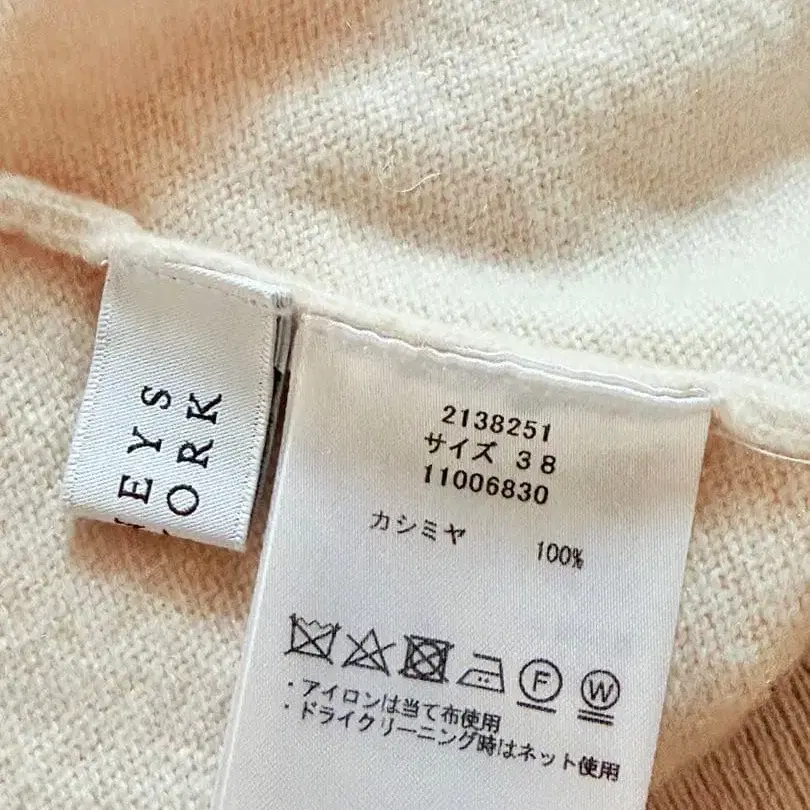 EYS
ORK
2138251
サイズ 38
11006830
カシミヤ 100%
F W
・アイロンは当て布使用
・ドライクリーニング時はネット使用